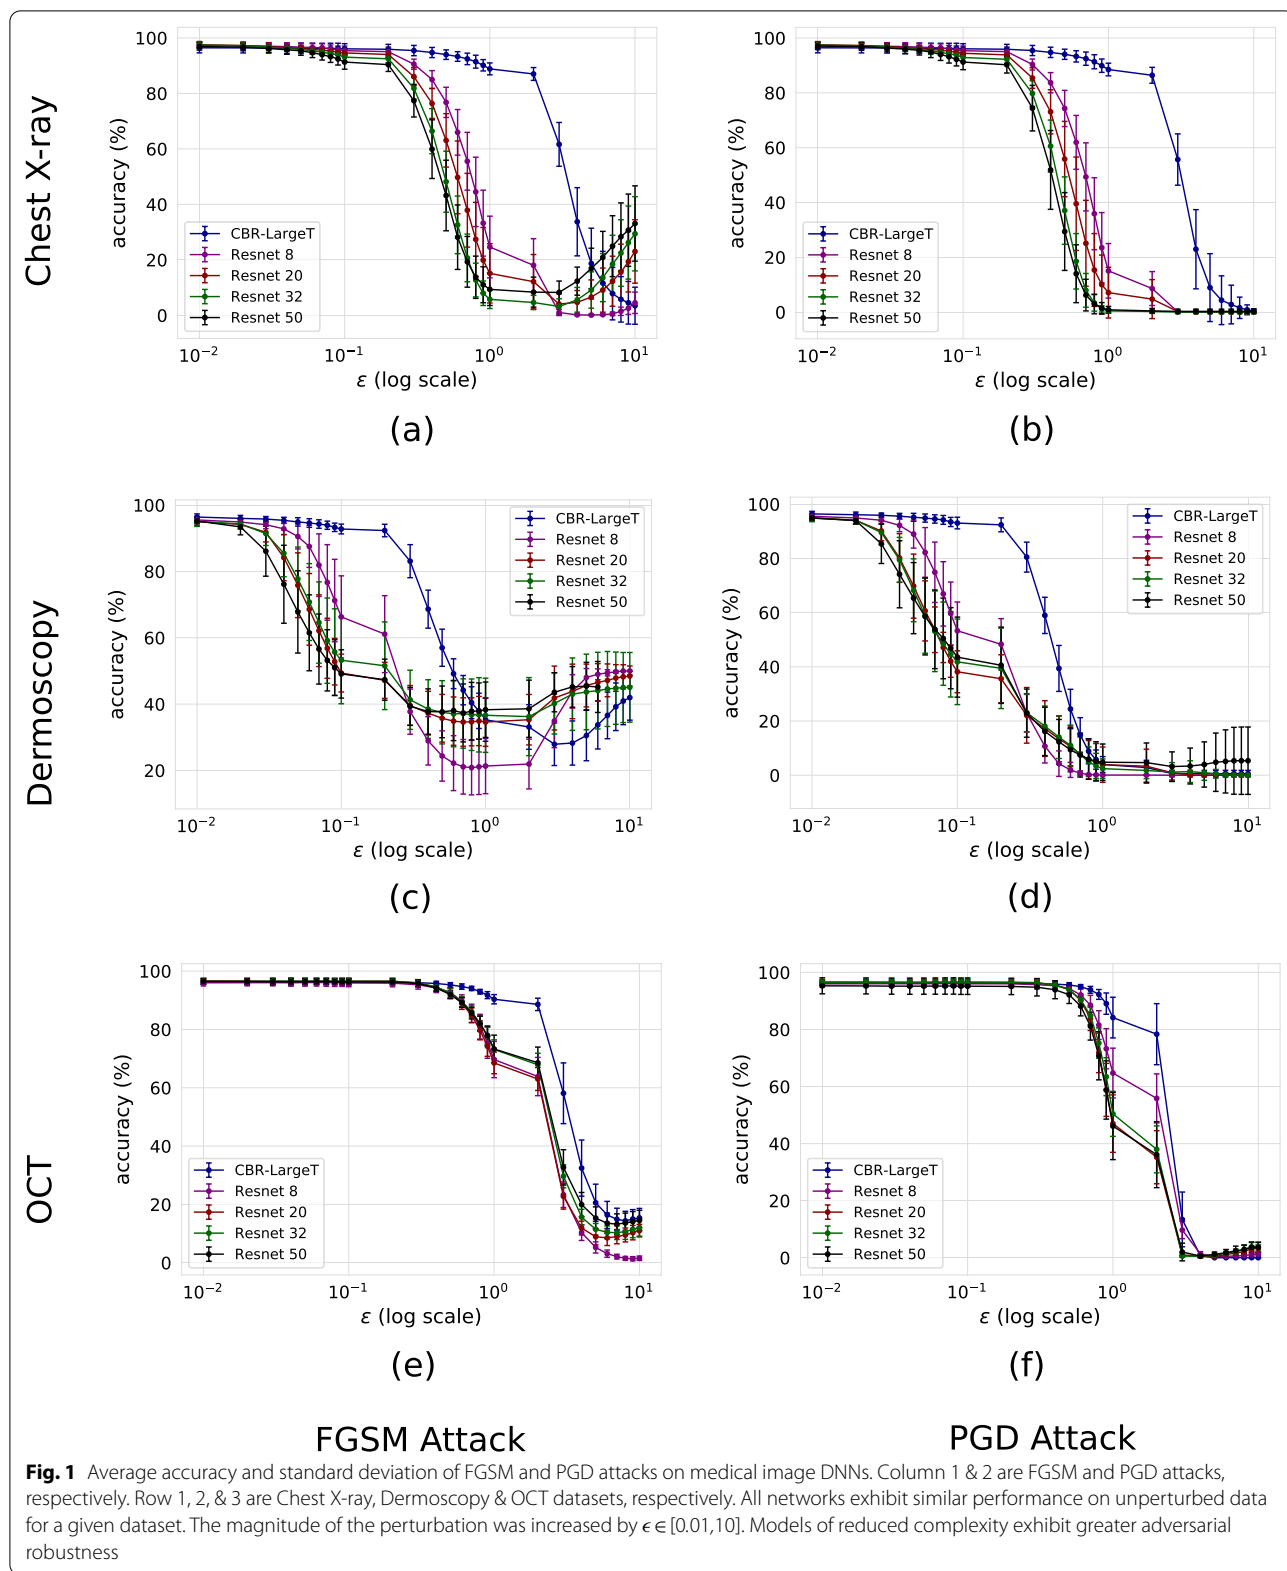 Chest X-ray
accuracy (%)
100
80
60
40
20
0
CBR-LargeT
Resnet 8
Resnet 20
Resnet 32
Resnet 50
10⁻² 10⁻¹ 10⁰ 10¹
ε (log scale)
(a)
accuracy (%)
100
80
60
40
20
0
CBR-LargeT
Resnet 8
Resnet 20
Resnet 32
Resnet 50
10⁻² 10⁻¹ 10⁰ 10¹
ε (log scale)
(b)
Dermoscopy
accuracy (%)
100
80
60
40
20
CBR-LargeT
Resnet 8
Resnet 20
Resnet 32
Resnet 50
10⁻² 10⁻¹ 10⁰ 10¹
ε (log scale)
(c)
accuracy (%)
100
80
60
40
20
0
CBR-LargeT
Resnet 8
Resnet 20
Resnet 32
Resnet 50
10⁻² 10⁻¹ 10⁰ 10¹
ε (log scale)
(d)
OCT
accuracy (%)
100
80
60
40
20
0
CBR-LargeT
Resnet 8
Resnet 20
Resnet 32
Resnet 50
10⁻² 10⁻¹ 10⁰ 10¹
ε (log scale)
(e)
accuracy (%)
100
80
60
40
20
0
CBR-LargeT
Resnet 8
Resnet 20
Resnet 32
Resnet 50
10⁻² 10⁻¹ 10⁰ 10¹
ε (log scale)
(f)
FGSM Attack
PGD Attack
Fig. 1 Average accuracy and standard deviation of FGSM and PGD attacks on medical image DNNs. Column 1 & 2 are FGSM and PGD attacks,
respectively. Row 1, 2, & 3 are Chest X-ray, Dermoscopy & OCT datasets, respectively. All networks exhibit similar performance on unperturbed data
for a given dataset. The magnitude of the perturbation was increased by ϵ ∈ [0.01,10]. Models of reduced complexity exhibit greater adversarial
robustness